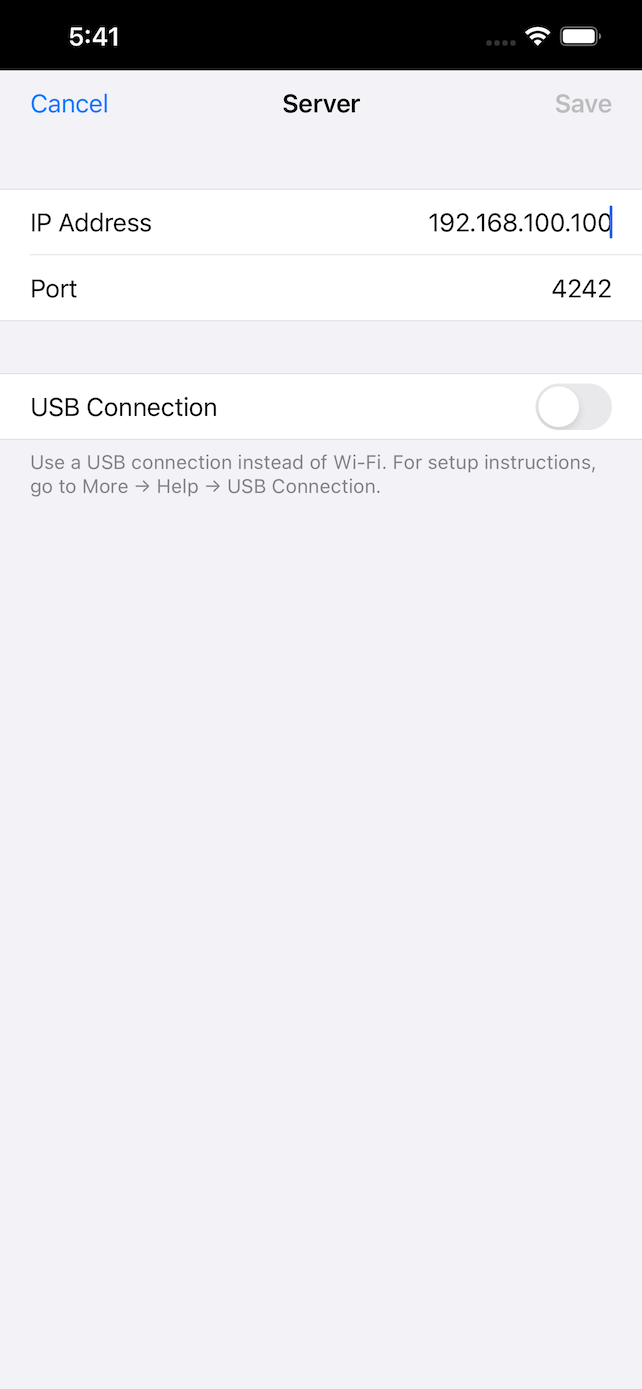 5:41
Cancel Server Save
IP Address 192.168.100.100
Port 4242
USB Connection
Use a USB connection instead of Wi-Fi. For setup instructions,
go to More → Help → USB Connection.